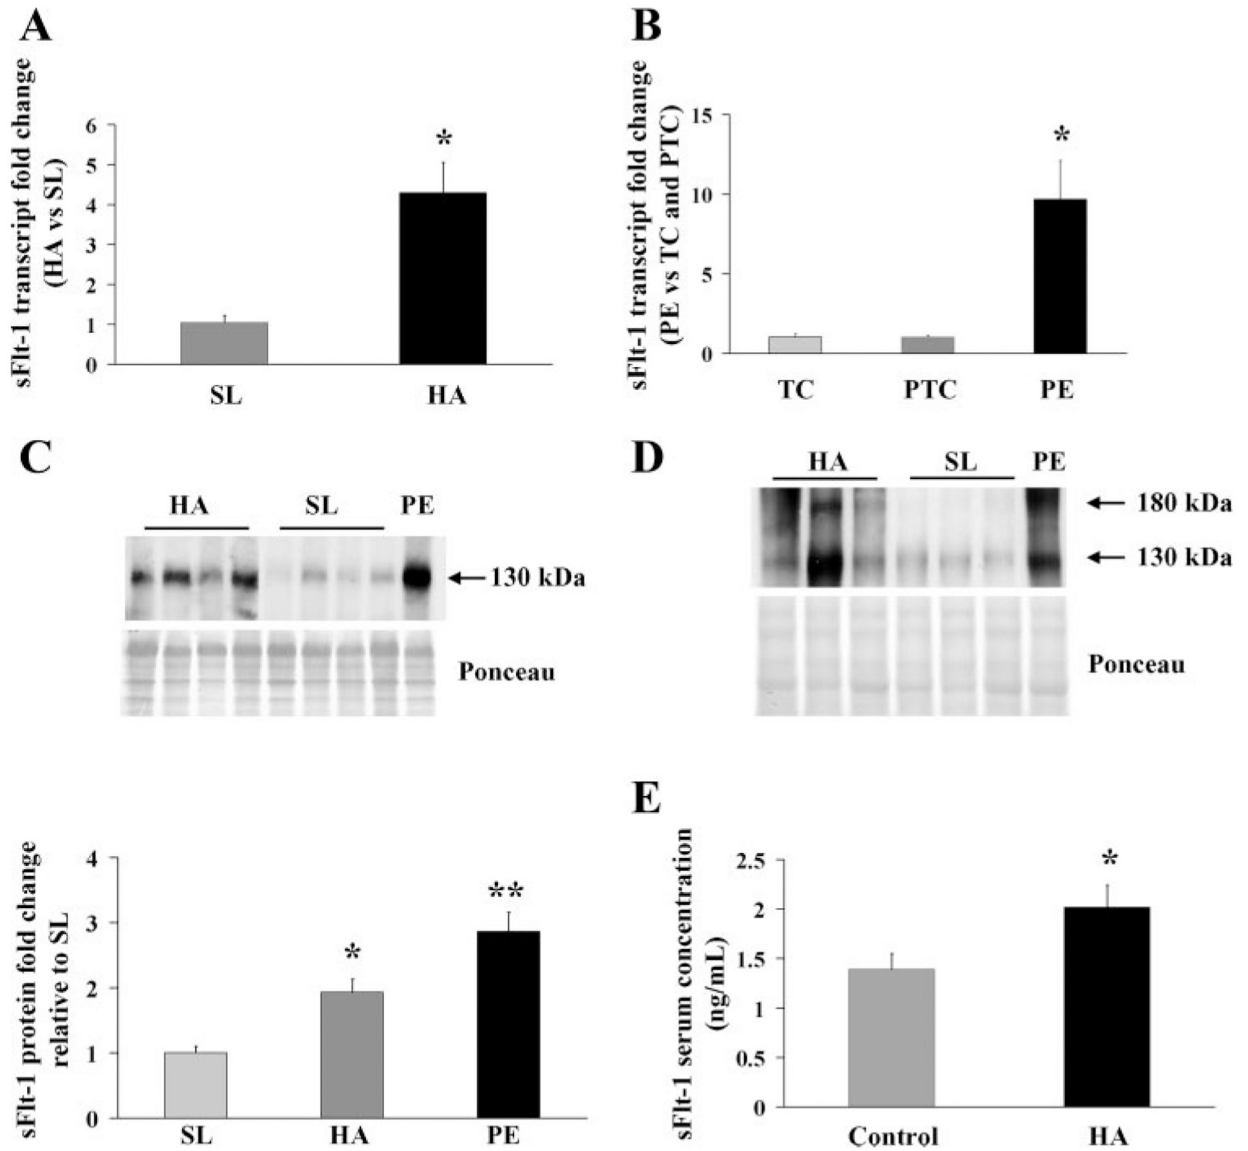 A
sFlt-1 transcript fold change
(HA vs SL)
6
5
4
3
2
1
0
*
SL
HA
B
sFlt-1 transcript fold change
(PE vs TC and PTC)
15
10
5
0
*
TC
PTC
PE
C
HA
SL
PE
130 kDa
Ponceau
D
HA
SL
PE
180 kDa
130 kDa
Ponceau
sFlt-1 protein fold change
relative to SL
4
3
2
1
0
*
**
SL
HA
PE
E
sFlt-1 serum concentration
(ng/mL)
2.5
2
1.5
1
0.5
0
*
Control
HA